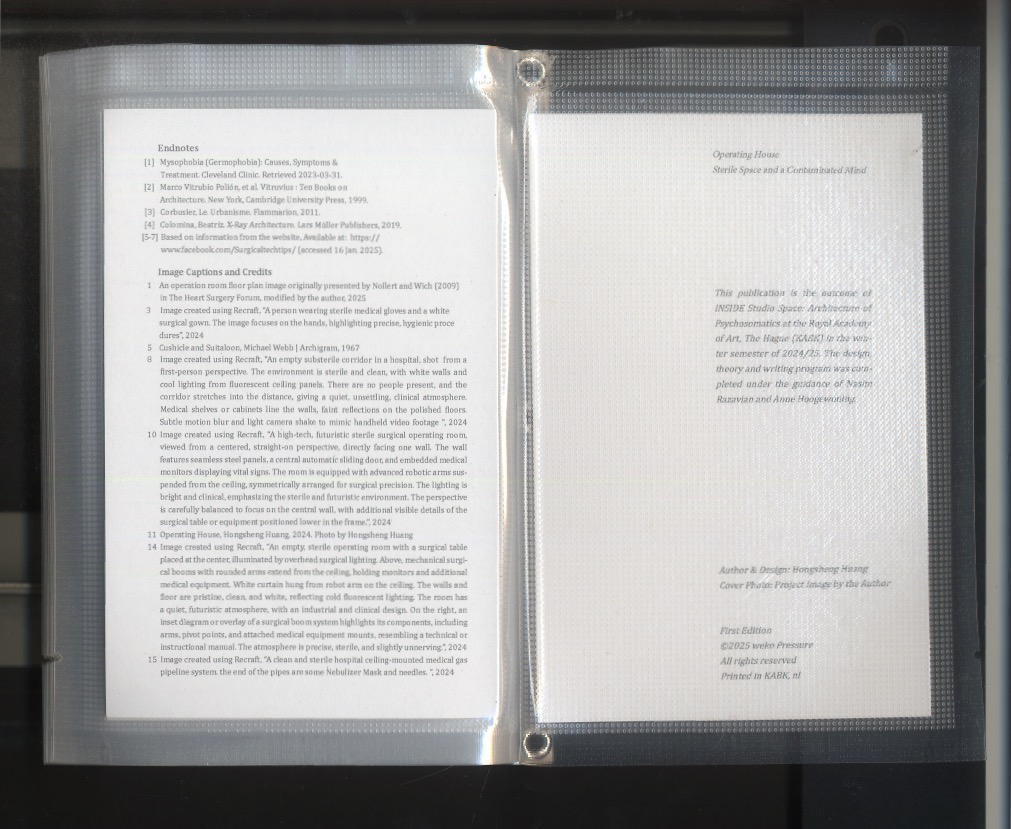 Endnotes
[1] Mysophobia (Germophobia): Causes, Symptoms &
Treatment. Cleveland Clinic. Retrieved 2023-03-31.
[2] Marco Vitrubio Polión, et al. Vitruvius : Ten Books on
Architecture. New York, Cambridge University Press, 1999.
[3] Corbusier, Le. Urbanisme. Flammarion, 2011.
[4] Colomina, Beatriz. X-Ray Architecture. Lars Müller Publishers, 2019.
[5-7] Based on information from the website, Available at: https://
www.facebook.com/Surgicaltechtips/ (accessed 16 Jan. 2025).
Image Captions and Credits
1 An operation room floor plan image originally presented by Nollert and Wich (2009)
in The Heart Surgery Forum, modified by the author, 2025
3 Image created using Recraft, "A person wearing sterile medical gloves and a white
surgical gown. The image focuses on the hands, highlighting precise, hygienic proce
dures", 2024
5 Cushicle and Suitaloon, Michael Webb | Archigram, 1967
8 Image created using Recraft, "An empty substerile corridor in a hospital, shot from a
first-person perspective. The environment is sterile and clean, with white walls and
cool lighting from fluorescent ceiling panels. There are no people present, and the
corridor stretches into the distance, giving a quiet, unsettling, clinical atmosphere.
Medical shelves or cabinets line the walls, faint reflections on the polished floors.
Subtle motion blur and light camera shake to mimic handheld video footage ", 2024
10 Image created using Recraft, "A high-tech, futuristic sterile surgical operating room,
viewed from a centered, straight-on perspective, directly facing one wall. The wall
features seamless steel panels, a central automatic sliding door, and embedded medical
monitors displaying vital signs. The room is equipped with advanced robotic arms sus-
pended from the ceiling, symmetrically arranged for surgical precision. The lighting is
bright and clinical, emphasizing the sterile and futuristic environment. The perspective
is carefully balanced to focus on the central wall, with additional visible details of the
surgical table or equipment positioned lower in the frame.", 2024
11 Operating House, Hongsheng Huang, 2024. Photo by Hongsheng Huang
14 Image created using Recraft, "An empty, sterile operating room with a surgical table
placed at the center, illuminated by overhead surgical lighting. Above, mechanical surgi-
cal booms with rounded arms extend from the ceiling, holding monitors and additional
medical equipment. White curtain hung from robot arm on the ceiling. The walls and
floor are pristine, clean, and white, reflecting cold fluorescent lighting. The room has
a quiet, futuristic atmosphere, with an industrial and clinical design. On the right, an
inset diagram or overlay of a surgical boom system highlights its components, including
arms, pivot points, and attached medical equipment mounts, resembling a technical or
instructional manual. The atmosphere is precise, sterile, and slightly unnerving.", 2024
15 Image created using Recraft, "A clean and sterile hospital ceiling-mounted medical gas
pipeline system. the end of the pipes are some Nebulizer Mask and needles. ", 2024
Operating House
Sterile Space and a Contaminated Mind
This publication is the outcome of
INSIDE Studio Space: Architecture of
Psychosomatics at the Royal Academy
of Art, The Hague (KABK) in the win-
ter semester of 2024/25. The design,
theory and writing program was com-
pleted under the guidance of Nasim
Razavian and Anne Hoogewoning.
Author & Design: Hongsheng Huang
Cover Photo: Project Image by the Author
First Edition
©2025 weko Pressure
All rights reserved
Printed in KABK, nl